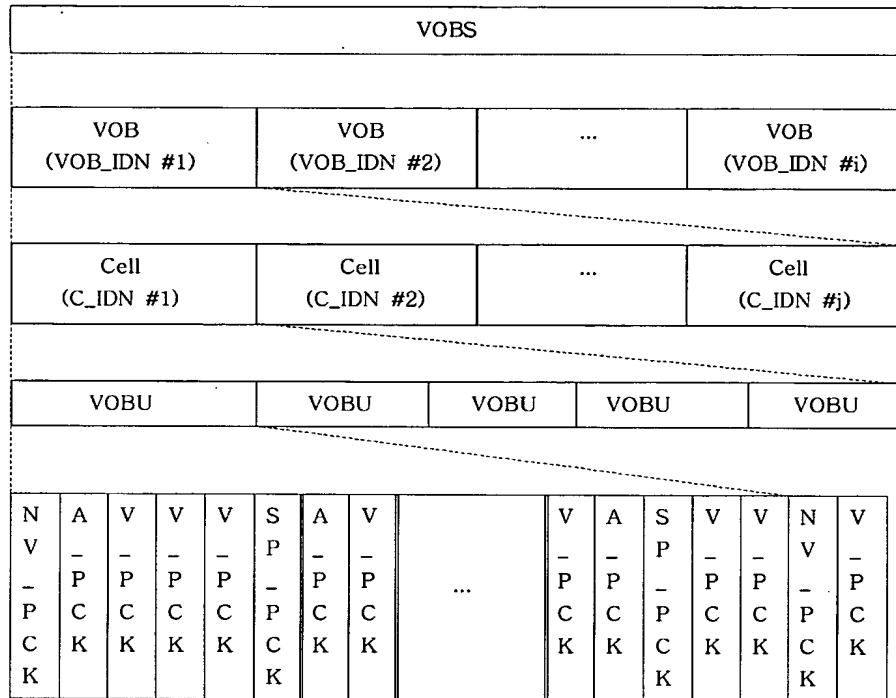 VOBS
VOB VOB ... VOB
(VOB_IDN #1) (VOB_IDN #2) (VOB_IDN #i)
Cell Cell ... Cell
(C_IDN #1) (C_IDN #2) (C_IDN #j)
VOBU VOBU VOBU VOBU VOBU
NV_PCK A_PCK V_PCK V_PCK V_PCK SP_PCK A_PCK V_PCK ... V_PCK A_PCK SP_PCK V_PCK V_PCK NV_PCK V_PCK